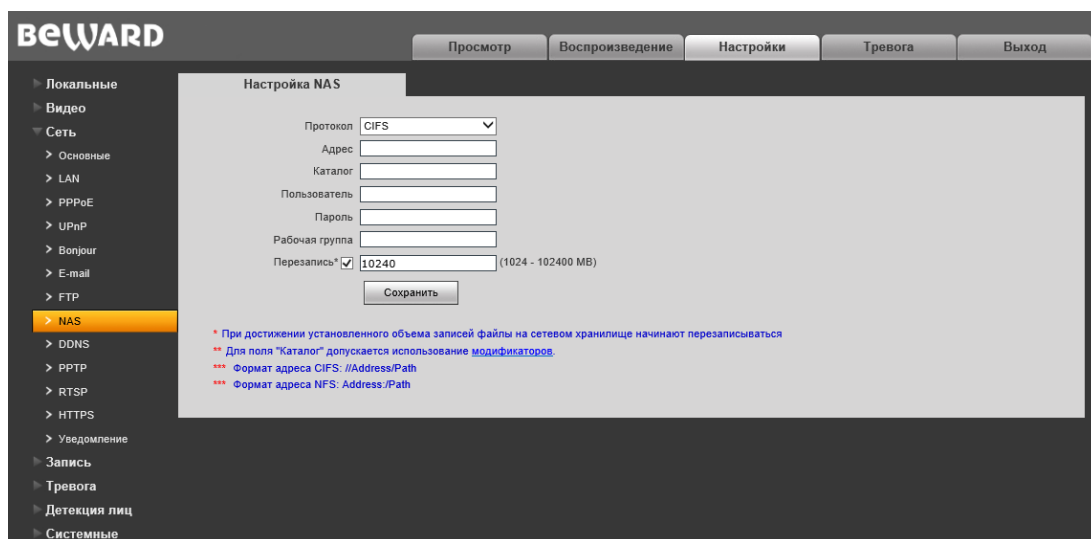 BEWARD
Просмотр Воспроизведение Настройки Тревога Выход
Локальные
Видео
Сеть
Основные
LAN
PPPoE
UPnP
Bonjour
E-mail
FTP
NAS
DDNS
PPTP
RTSP
HTTPS
Уведомление
Запись
Тревога
Детекция лиц
Системные
Настройка NAS
Протокол CIFS
Адрес
Каталог
Пользователь
Пароль
Рабочая группа
Перезапись* 10240 (1024 - 102400 MB)
Сохранить
* При достижении установленного объема записей файлы на сетевом хранилище начинают перезаписываться
** Для поля "Каталог" допускается использование модификаторов.
*** Формат адреса CIFS: //Address/Path
*** Формат адреса NFS: Address:/Path